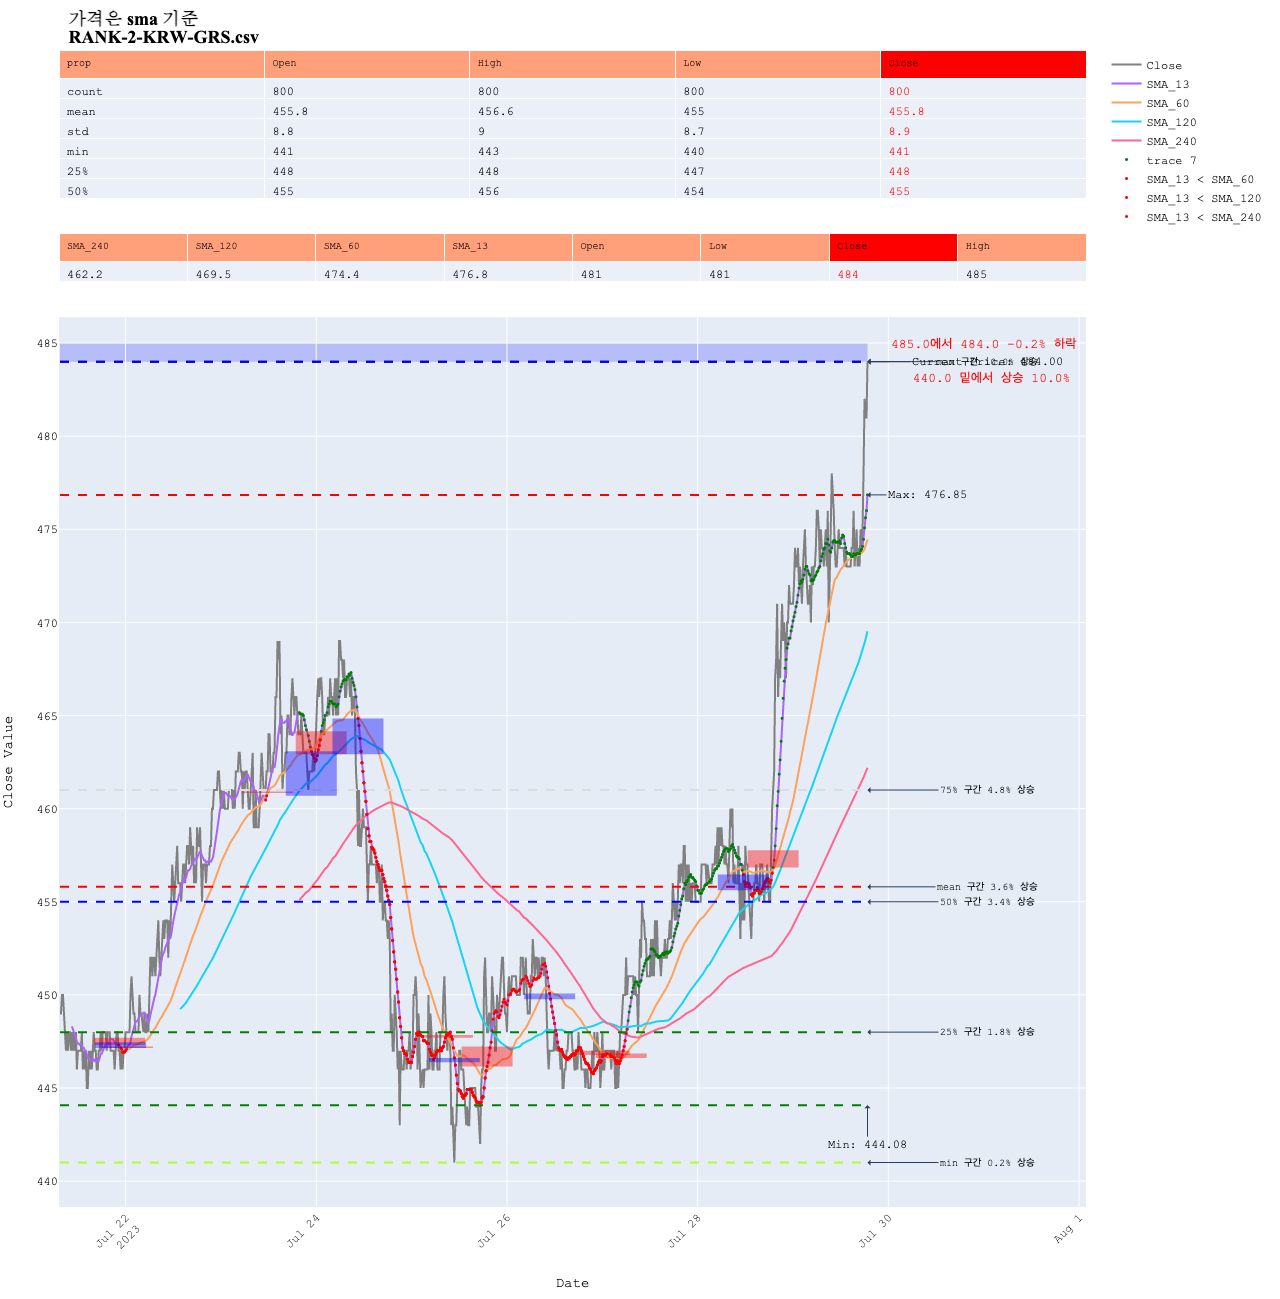 가격은 sma 기준
RANK-2-KRW-GRS.csv
prop Open High Low Close
count 800 800 800 800
mean 455.8 456.6 455 455.8
std 8.8 9 8.7 8.9
min 441 443 440 441
25% 448 448 447 448
50% 455 456 454 455
SMA_240 SMA_120 SMA_60 SMA_13 Open Low Close High
462.2 469.5 474.4 476.8 481 481 484 485
Close
SMA_13
SMA_60
SMA_120
SMA_240
trace 7
SMA_13 < SMA_60
SMA_13 < SMA_120
SMA_13 < SMA_240
485.0에서 484.0 -0.2% 하락
Current Price: 484.00
440.0 밑에서 상승 10.0%
Max: 476.85
75% 구간 4.8% 상승
mean 구간 3.6% 상승
50% 구간 3.4% 상승
25% 구간 1.8% 상승
Min: 444.08
min 구간 0.2% 상승
485
480
475
470
465
460
455
450
445
440
Close Value
Jul 22
2023
Jul 24
Jul 26
Jul 28
Jul 30
Aug 1
Date